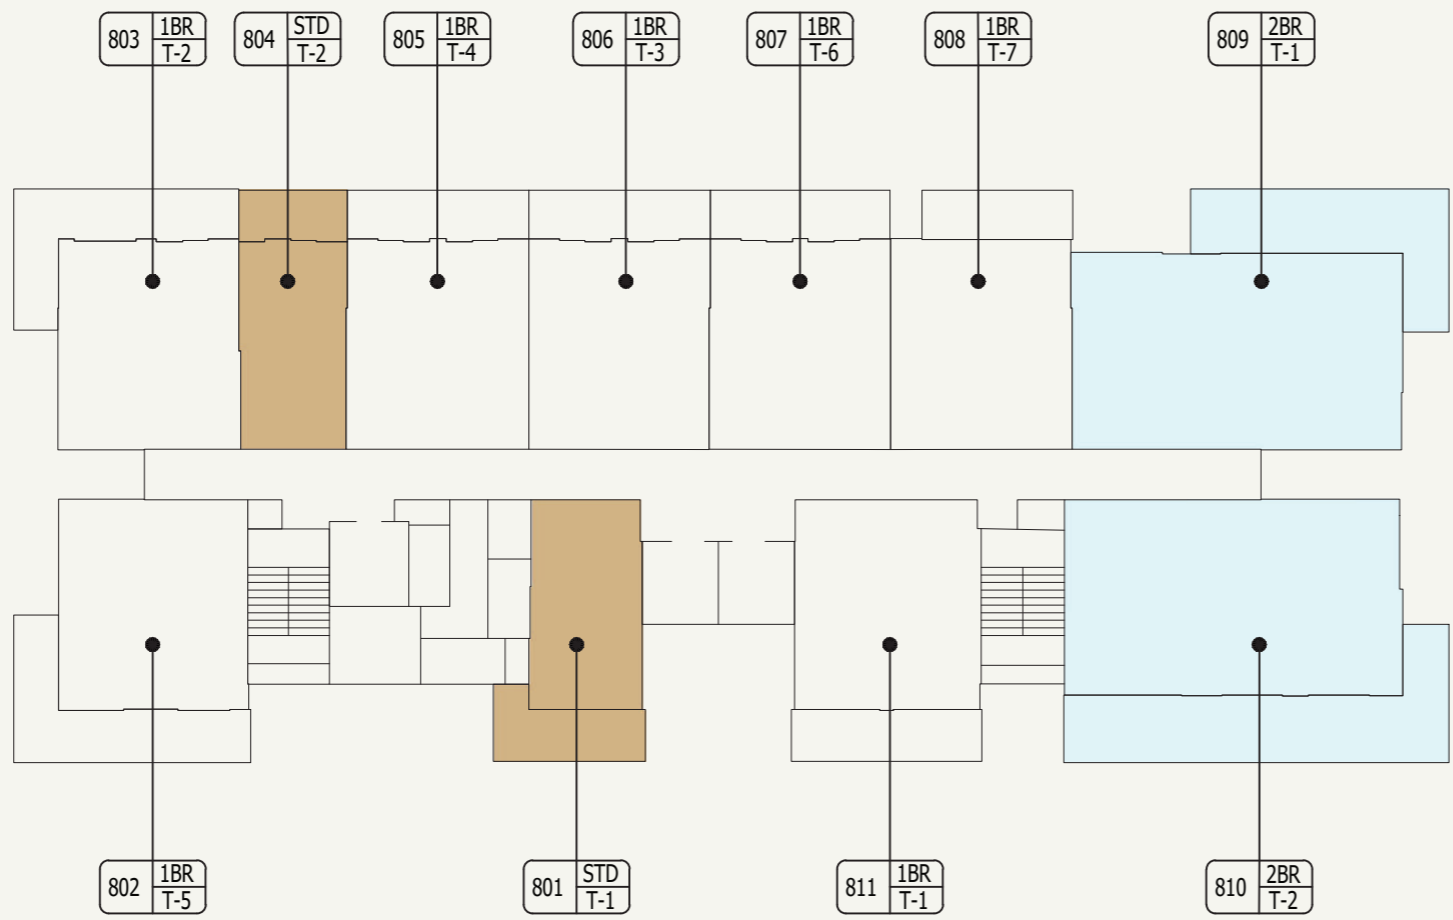 803 1BR T-2
804 STD T-2
805 1BR T-4
806 1BR T-3
807 1BR T-6
808 1BR T-7
809 2BR T-1
802 1BR T-5
801 STD T-1
811 1BR T-1
810 2BR T-2